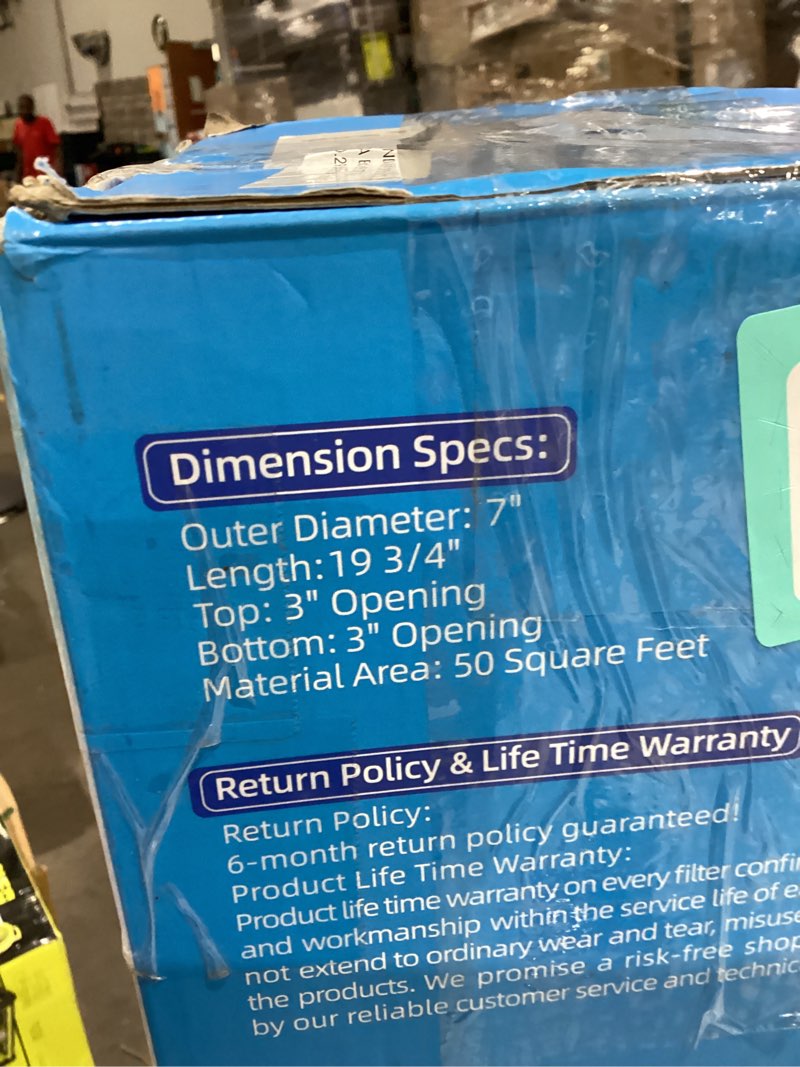 Dimension Specs:
Outer Diameter: 7"
Length: 19 3/4"
Top: 3" Opening
Bottom: 3" Opening
Material Area: 50 Square Feet
Return Policy & Life Time Warranty
Return Policy:
6-month return policy guaranteed!
Product Life Time Warranty:
Product life time warranty on every filter
and workmanship within the service life of
not extend to ordinary wear and tear, misuse
the products. We promise a risk-free
by our reliable customer service and